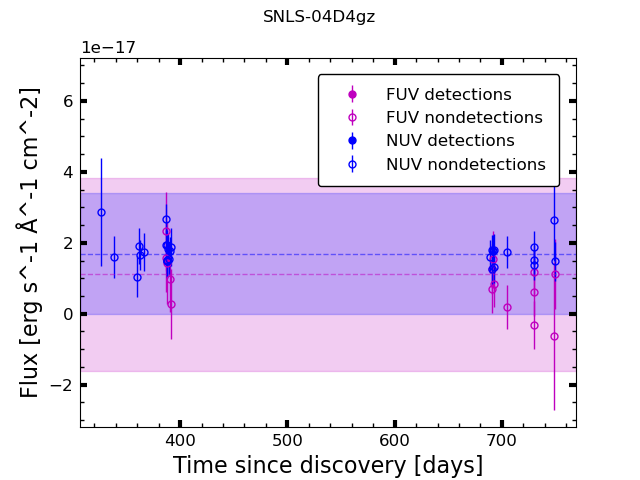 SNLS-04D4gz
1e−17
FUV detections
FUV nondetections
NUV detections
NUV nondetections
6
4
2
0
−2
Flux [erg s^-1 Å^-1 cm^-2]
400 500 600 700
Time since discovery [days]